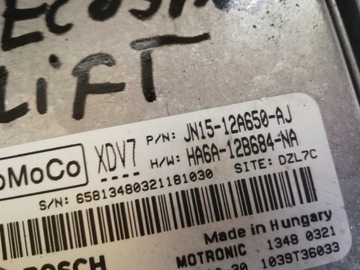 LiFT
oMoCo XDV7 P/N: JN15-12A650-AJ
H/W: HA6A-12B684-NA
S/N: 65813480321181030 SITE: DZL7C
Made in Hungary
BOSCH MOTRONIC 1348 0321
1039T36033